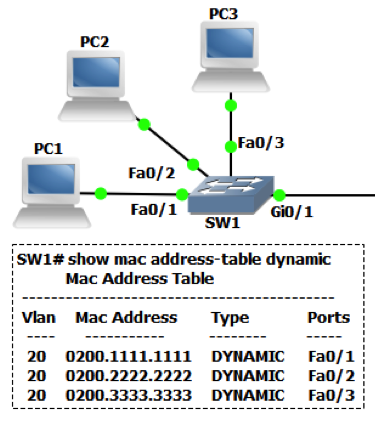 PC3
PC2
PC1
Fa0/3
Fa0/2
Fa0/1
Gi0/1
SW1
SW1# show mac address-table dynamic
Mac Address Table
-------------------------------------------
Vlan Mac Address Type Ports
---- ----------- -------- -----
20 0200.1111.1111 DYNAMIC Fa0/1
20 0200.2222.2222 DYNAMIC Fa0/2
20 0200.3333.3333 DYNAMIC Fa0/3